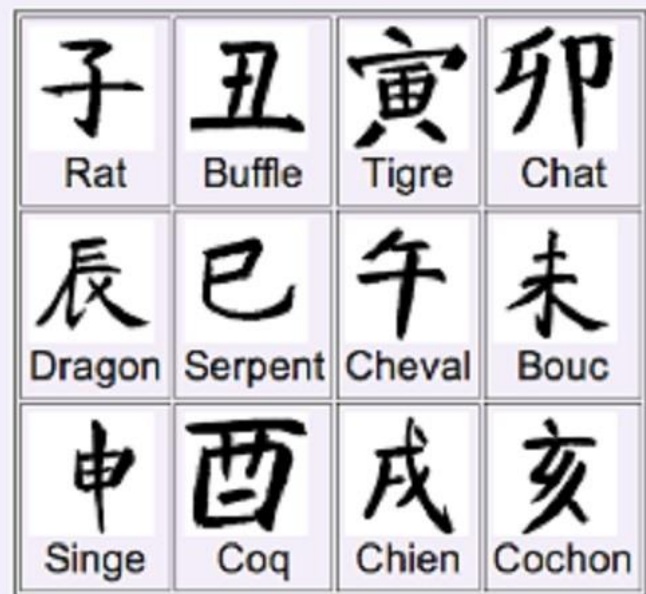 子 丑 寅 卯
Rat Buffle Tigre Chat
辰 巳 午 未
Dragon Serpent Cheval Bouc
申 酉 戌 亥
Singe Coq Chien Cochon